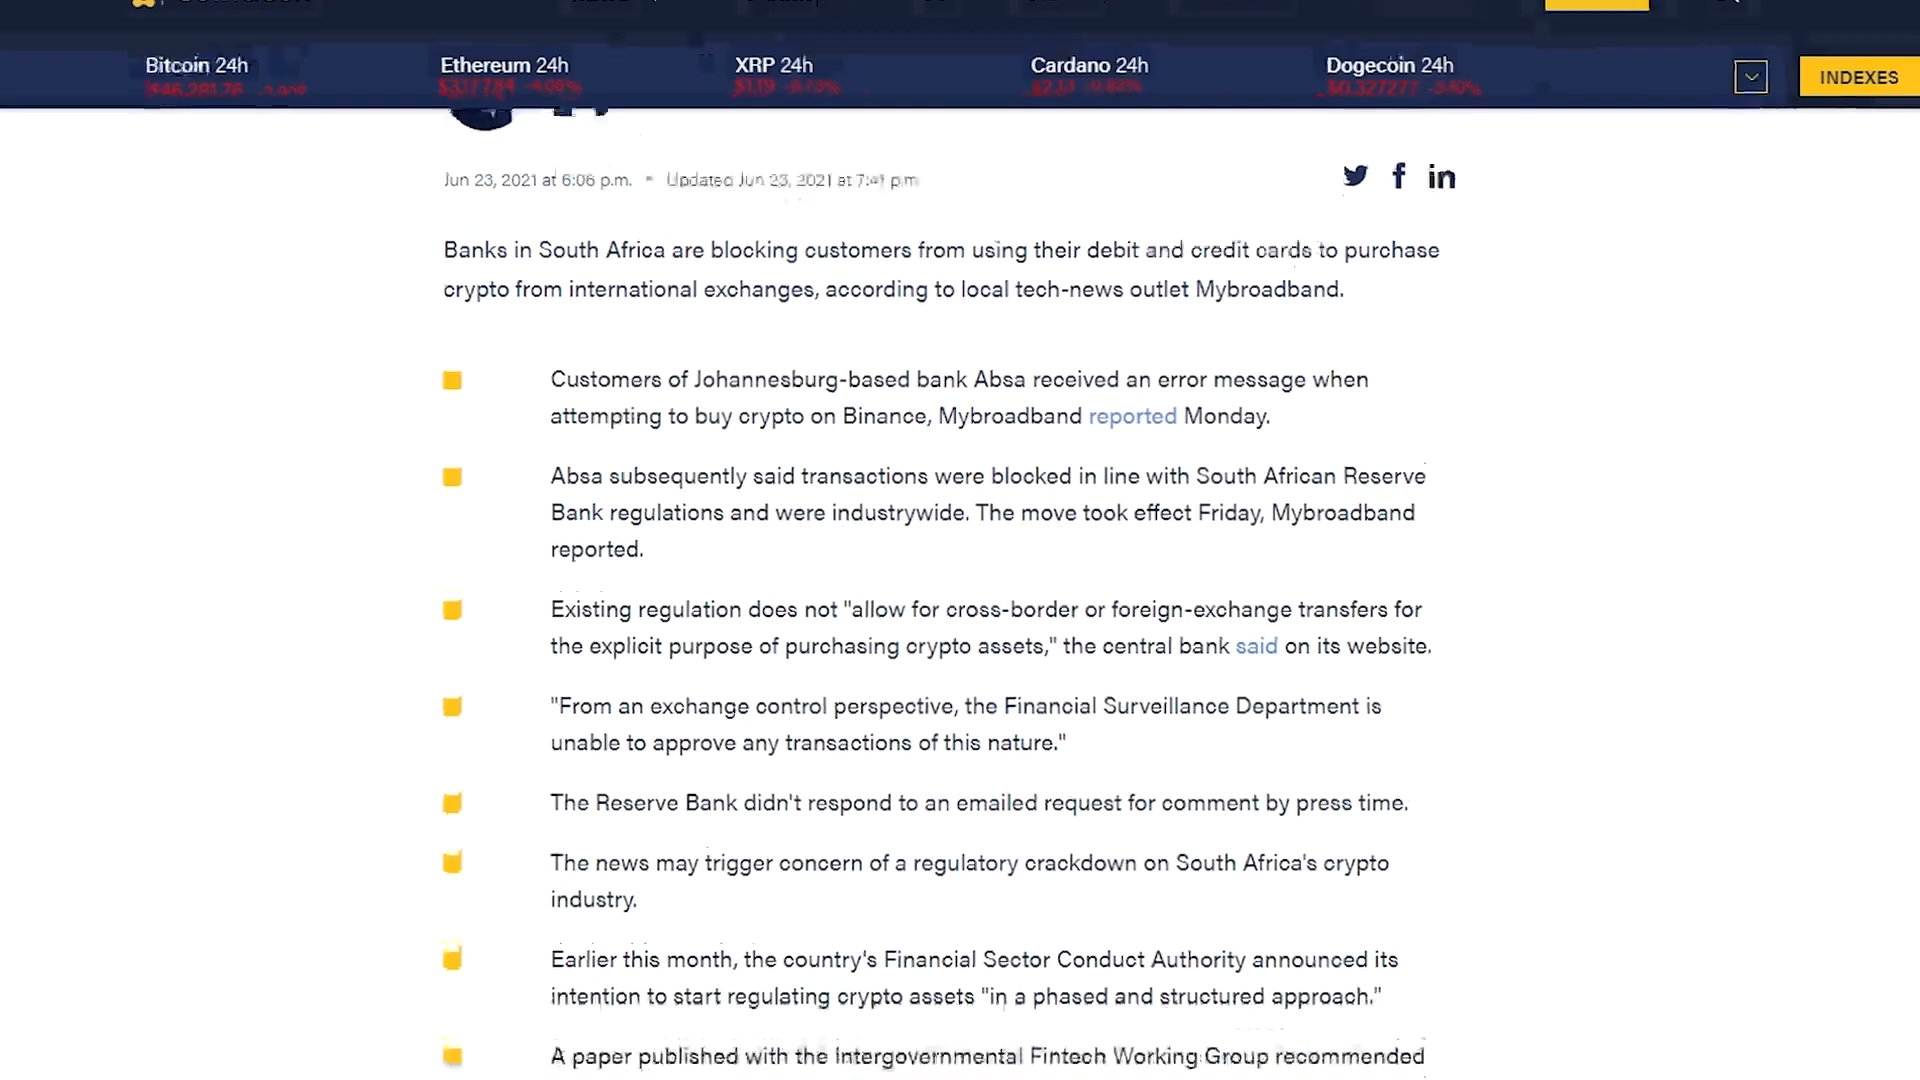 Bitcoin 24h
Ethereum 24h
XRP 24h
Cardano 24h
Dogecoin 24h
INDEXES
Jun 23, 2021 at 6:06 p.m.
Updated Jun 23, 2021 at 7:41 p.m.
Banks in South Africa are blocking customers from using their debit and credit cards to purchase
crypto from international exchanges, according to local tech-news outlet Mybroadband.
Customers of Johannesburg-based bank Absa received an error message when
attempting to buy crypto on Binance, Mybroadband reported Monday.
Absa subsequently said transactions were blocked in line with South African Reserve
Bank regulations and were industrywide. The move took effect Friday, Mybroadband
reported.
Existing regulation does not "allow for cross-border or foreign-exchange transfers for
the explicit purpose of purchasing crypto assets," the central bank said on its website.
"From an exchange control perspective, the Financial Surveillance Department is
unable to approve any transactions of this nature."
The Reserve Bank didn't respond to an emailed request for comment by press time.
The news may trigger concern of a regulatory crackdown on South Africa's crypto
industry.
Earlier this month, the country's Financial Sector Conduct Authority announced its
intention to start regulating crypto assets "in a phased and structured approach."
A paper published with the Intergovernmental Fintech Working Group recommended